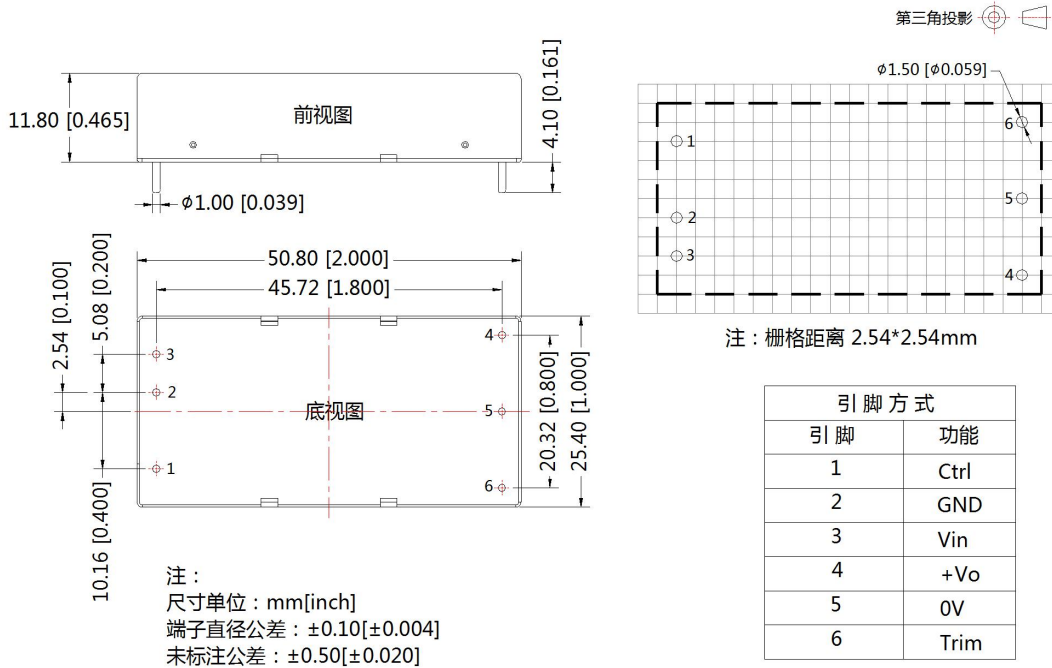 第三角投影
11.80 [0.465]
前视图
4.10 [0.161]
φ1.00 [0.039]
50.80 [2.000]
45.72 [1.800]
2.54 [0.100]
5.08 [0.200]
10.16 [0.400]
3
2
1
底视图
4
5
6
20.32 [0.800]
25.40 [1.000]
注：
尺寸单位：mm[inch]
端子直径公差：±0.10[±0.004]
未标注公差：±0.50[±0.020]
φ1.50 [φ0.059]
1
2
3
6
5
4
注：栅格距离 2.54*2.54mm
引 脚 方 式
引 脚 功能
1 Ctrl
2 GND
3 Vin
4 +Vo
5 0V
6 Trim